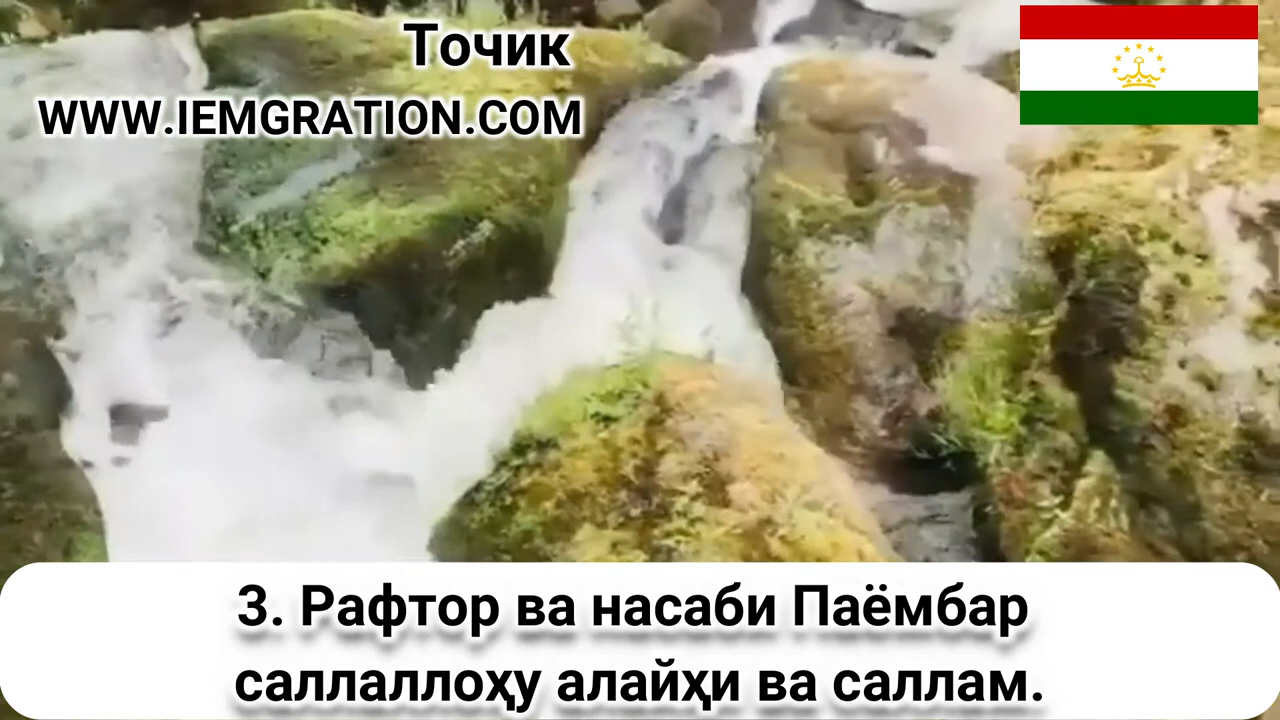 Точик
WWW.IEMGRATION.COM
3. Рафтор ва насаби Паёмбар
саллаллоҳу алайҳи ва саллам.